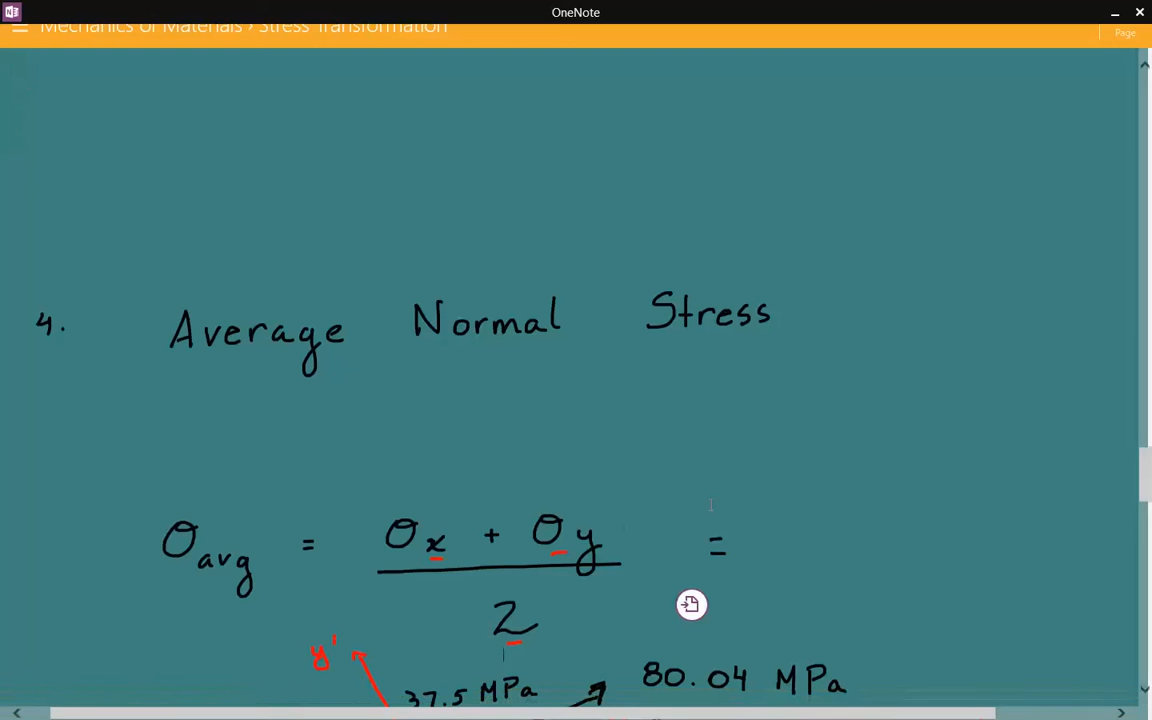 OneNote
Mechanics of Materials › Stress Transformation
Page
4. Average Normal Stress
σavg = σx + σy =
2
y'
37.5 MPa
80.04 MPa